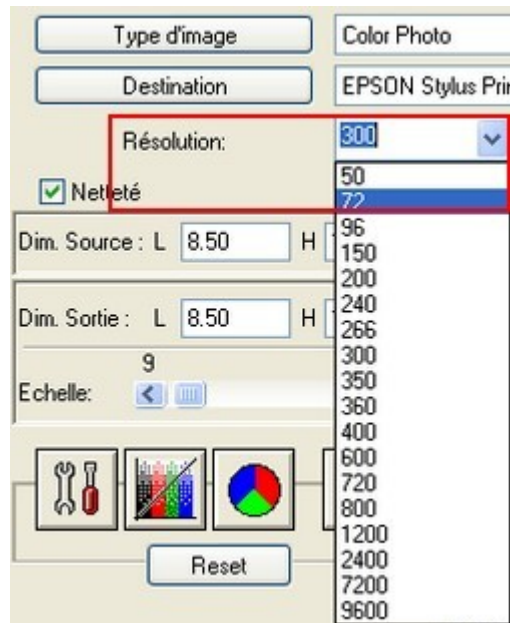 Type d'image Color Photo
Destination EPSON Stylus Prin
Résolution: 300
50
Netteté
72
96
Dim. Source : L 8.50 H
150
200
240
Dim. Sortie : L 8.50 H
266
300
9
350
Echelle:
360
400
600
720
800
1200
Reset
2400
7200
9600